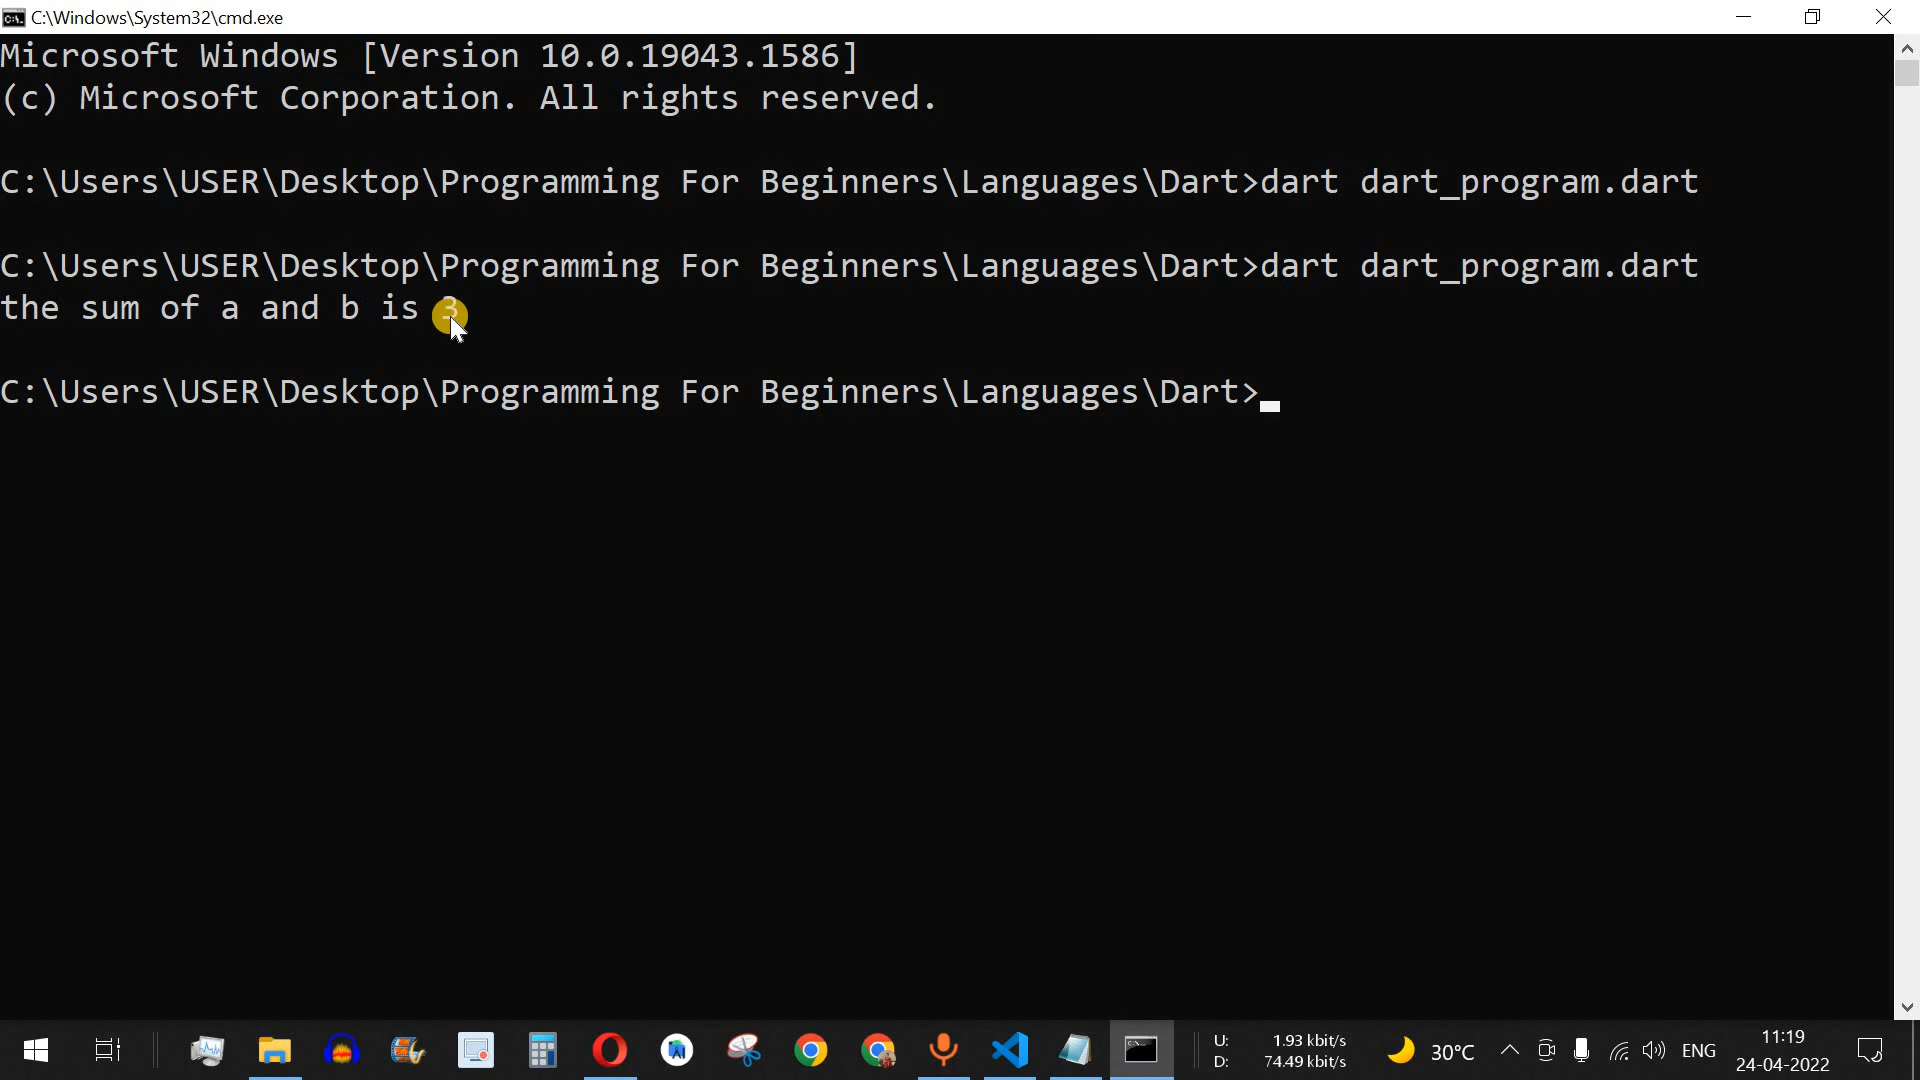 C:\Windows\System32\cmd.exe
Microsoft Windows [Version 10.0.19043.1586]
(c) Microsoft Corporation. All rights reserved.
C:\Users\USER\Desktop\Programming For Beginners\Languages\Dart>dart dart_program.dart
C:\Users\USER\Desktop\Programming For Beginners\Languages\Dart>dart dart_program.dart
the sum of a and b is 3
C:\Users\USER\Desktop\Programming For Beginners\Languages\Dart>
U: 1.93 kbit/s
D: 74.49 kbit/s
30°C
ENG
11:19
24-04-2022